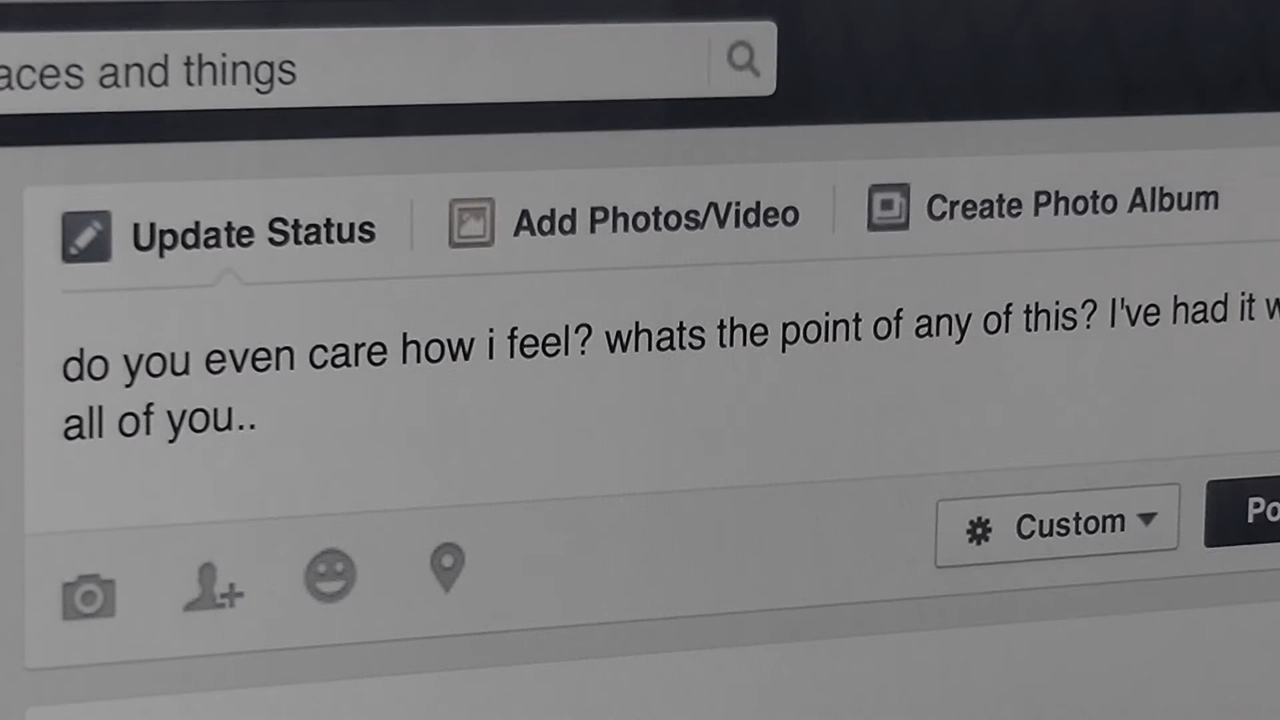 aces and things
Update Status Add Photos/Video Create Photo Album
do you even care how i feel? whats the point of any of this? I've had it
all of you..
Custom